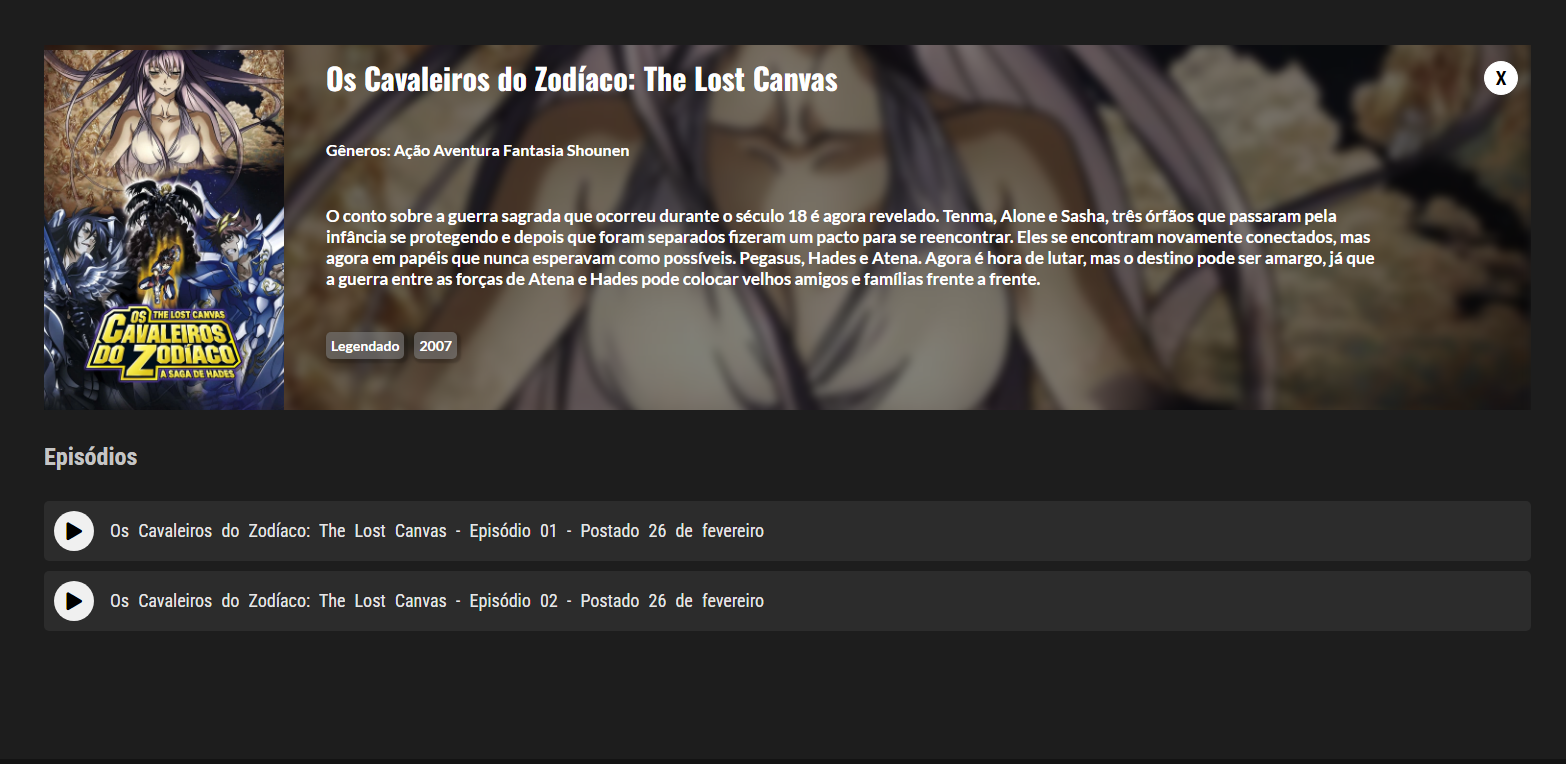 Os Cavaleiros do Zodíaco: The Lost Canvas
X
Gêneros: Ação Aventura Fantasia Shounen
O conto sobre a guerra sagrada que ocorreu durante o século 18 é agora revelado. Tenma, Alone e Sasha, três órfãos que passaram pela
infância se protegendo e depois que foram separados fizeram um pacto para se reencontrar. Eles se encontram novamente conectados, mas
agora em papéis que nunca esperavam como possíveis. Pegasus, Hades e Atena. Agora é hora de lutar, mas o destino pode ser amargo, já que
a guerra entre as forças de Atena e Hades pode colocar velhos amigos e famílias frente a frente.
Legendado 2007
OS THE LOST CANVAS
CAVALEIROS
DO ZODÍACO
A SAGA DE HADES
Episódios
Os Cavaleiros do Zodíaco: The Lost Canvas - Episódio 01 - Postado 26 de fevereiro
Os Cavaleiros do Zodíaco: The Lost Canvas - Episódio 02 - Postado 26 de fevereiro